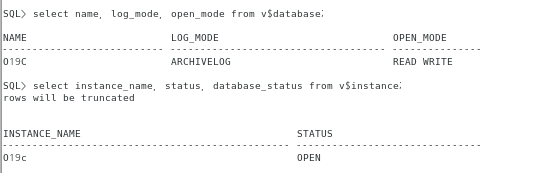 SQL> select name, log_mode, open_mode from v$database;
NAME LOG_MODE OPEN_MODE
------------------------- --------------------------------- ---------------
O19C ARCHIVELOG READ WRITE
SQL> select instance_name, status, database_status from v$instance;
rows will be truncated
INSTANCE_NAME STATUS
------------------------------------------------ -------------------------------
O19c OPEN